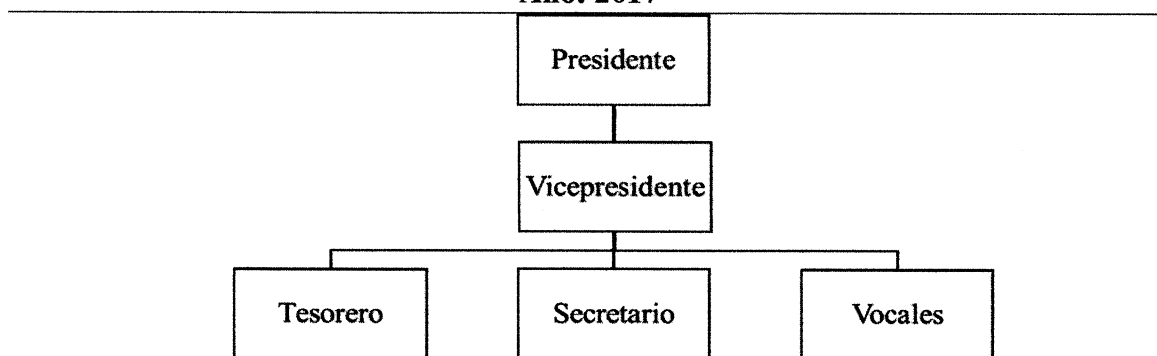 Presidente
Vicepresidente
Tesorero
Secretario
Vocales